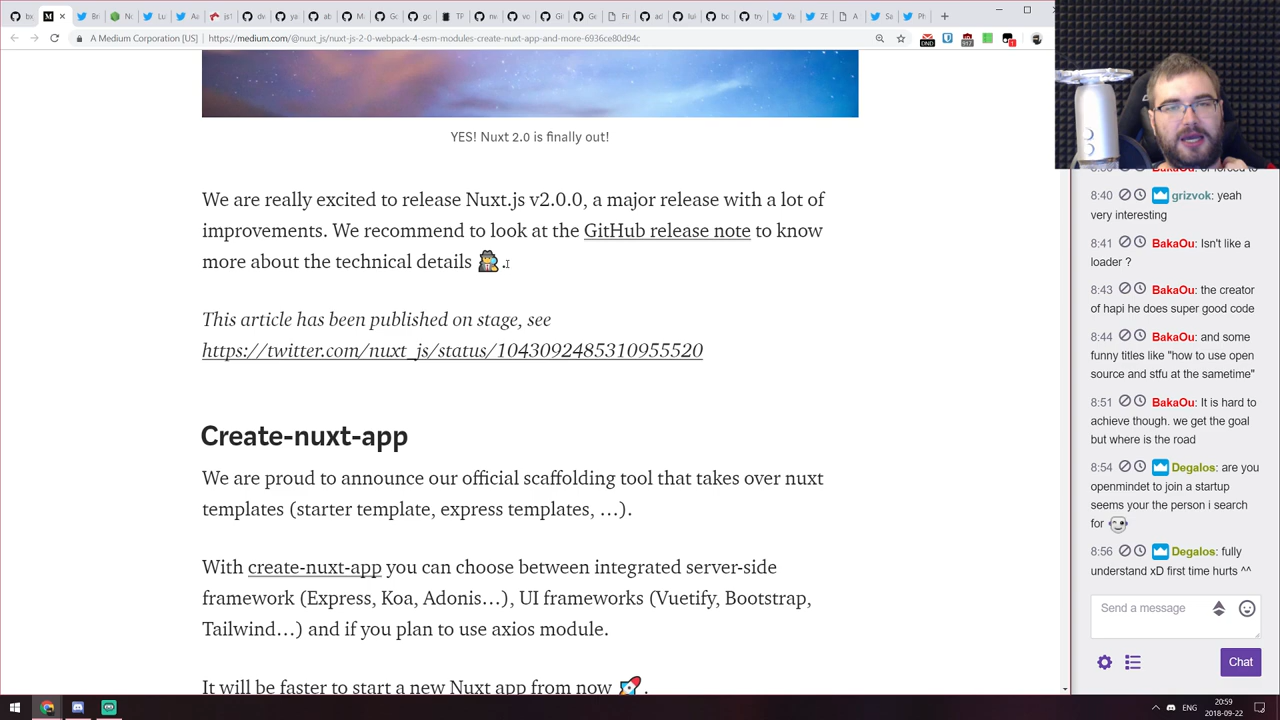 A Medium Corporation [US]
https://medium.com/@nuxt_js/nuxt-js-2-0-webpack-4-esm-modules-create-nuxt-app-and-more-6936ce80d94c
YES! Nuxt 2.0 is finally out!
We are really excited to release Nuxt.js v2.0.0, a major release with a lot of
improvements. We recommend to look at the GitHub release note to know
more about the technical details 🕵️.
This article has been published on stage, see
https://twitter.com/nuxt_js/status/1043092485310955520
Create-nuxt-app
We are proud to announce our official scaffolding tool that takes over nuxt
templates (starter template, express templates, …).
With create-nuxt-app you can choose between integrated server-side
framework (Express, Koa, Adonis…), UI frameworks (Vuetify, Bootstrap,
Tailwind…) and if you plan to use axios module.
It will be faster to start a new Nuxt app from now 🚀.
8:40 grizvok: yeah
very interesting
8:41 BakaOu: Isn't like a
loader ?
8:43 BakaOu: the creator
of hapi he does super good code
8:44 BakaOu: and some
funny titles like "how to use open
source and stfu at the sametime"
8:51 BakaOu: It is hard to
achieve though. we get the goal
but where is the road
8:54 Degalos: are you
openmindet to join a startup
seems your the person i search
for
8:56 Degalos: fully
understand xD first time hurts ^^
Send a message
Chat
ENG
20:59
2018-09-22